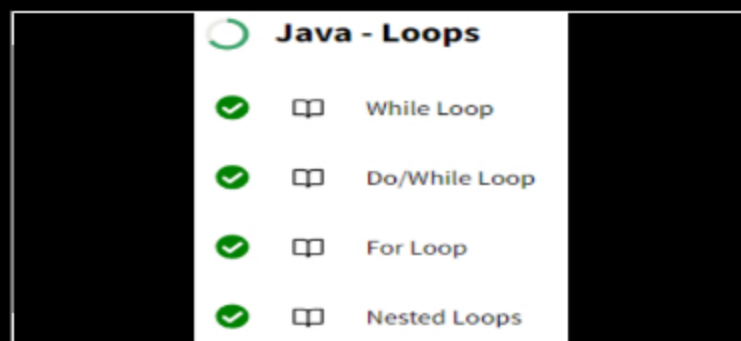 Java - Loops
While Loop
Do/While Loop
For Loop
Nested Loops